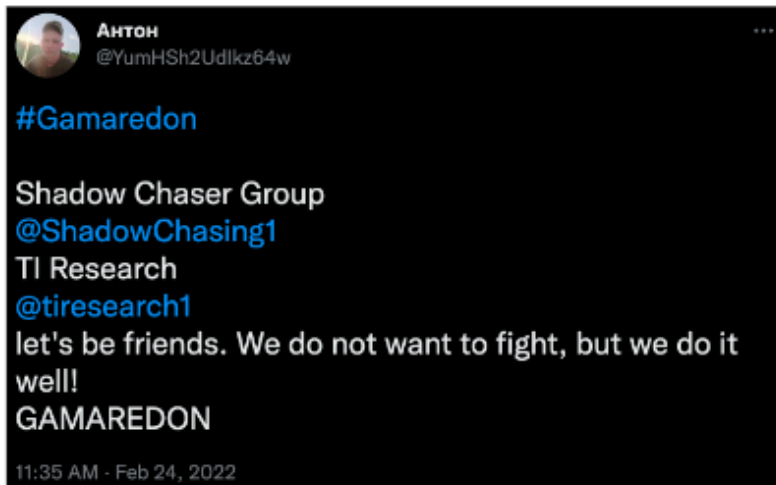 Антон
@YumHSh2UdIkz64w
#Gamaredon
Shadow Chaser Group
@ShadowChasing1
TI Research
@tiresearch1
let's be friends. We do not want to fight, but we do it
well!
GAMAREDON
11:35 AM · Feb 24, 2022